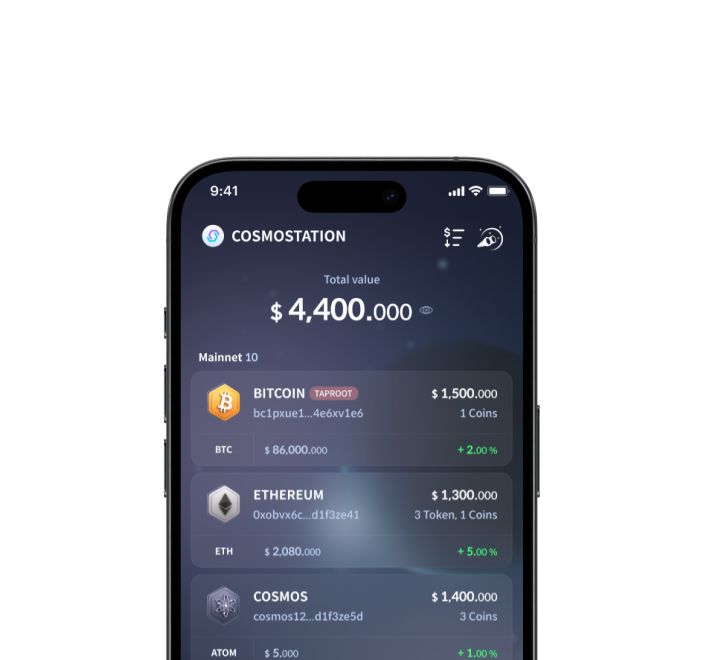 9:41
COSMOSTATION
Total value
$ 4,400.000
Mainnet 10
BITCOIN TAPROOT $ 1,500.000
bc1pxue1...4e6xv1e6 1 Coins
BTC $ 86,000.000 + 2.00 %
ETHEREUM $ 1,300.000
0xobvx6c...d1f3ze41 3 Token, 1 Coins
ETH $ 2,080.000 + 5.00 %
COSMOS $ 1,400.000
cosmos12...d1f3ze5d 3 Coins
ATOM $ 5.000 + 1.00 %